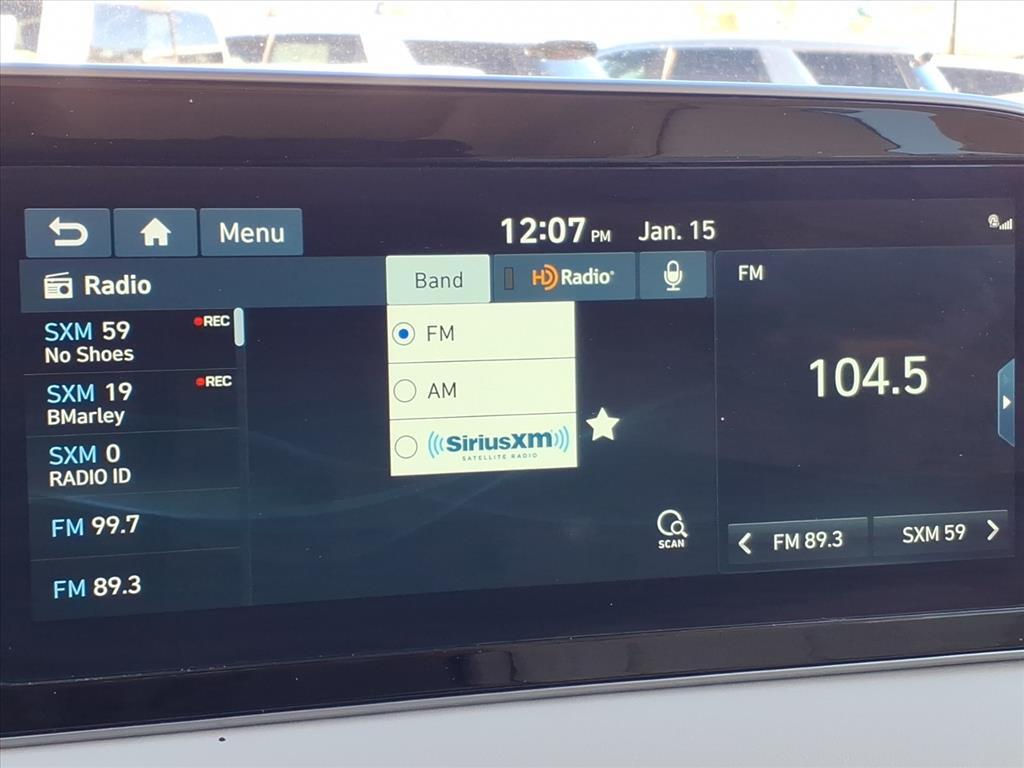 Menu
12:07 PM
Jan. 15
Radio
Band
HD Radio
FM
SXM 59
REC
No Shoes
SXM 19
REC
BMarley
SXM 0
RADIO ID
FM 99.7
FM 89.3
FM
AM
SiriusXM
SATELLITE RADIO
SCAN
104.5
FM 89.3
SXM 59